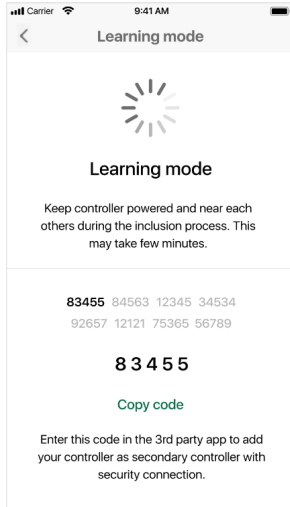 Carrier 9:41 AM
Learning mode
Learning mode
Keep controller powered and near each
others during the inclusion process. This
may take few minutes.
83455 84563 12345 34534
92657 12121 75365 56789
83455
Copy code
Enter this code in the 3rd party app to add
your controller as secondary controller with
security connection.